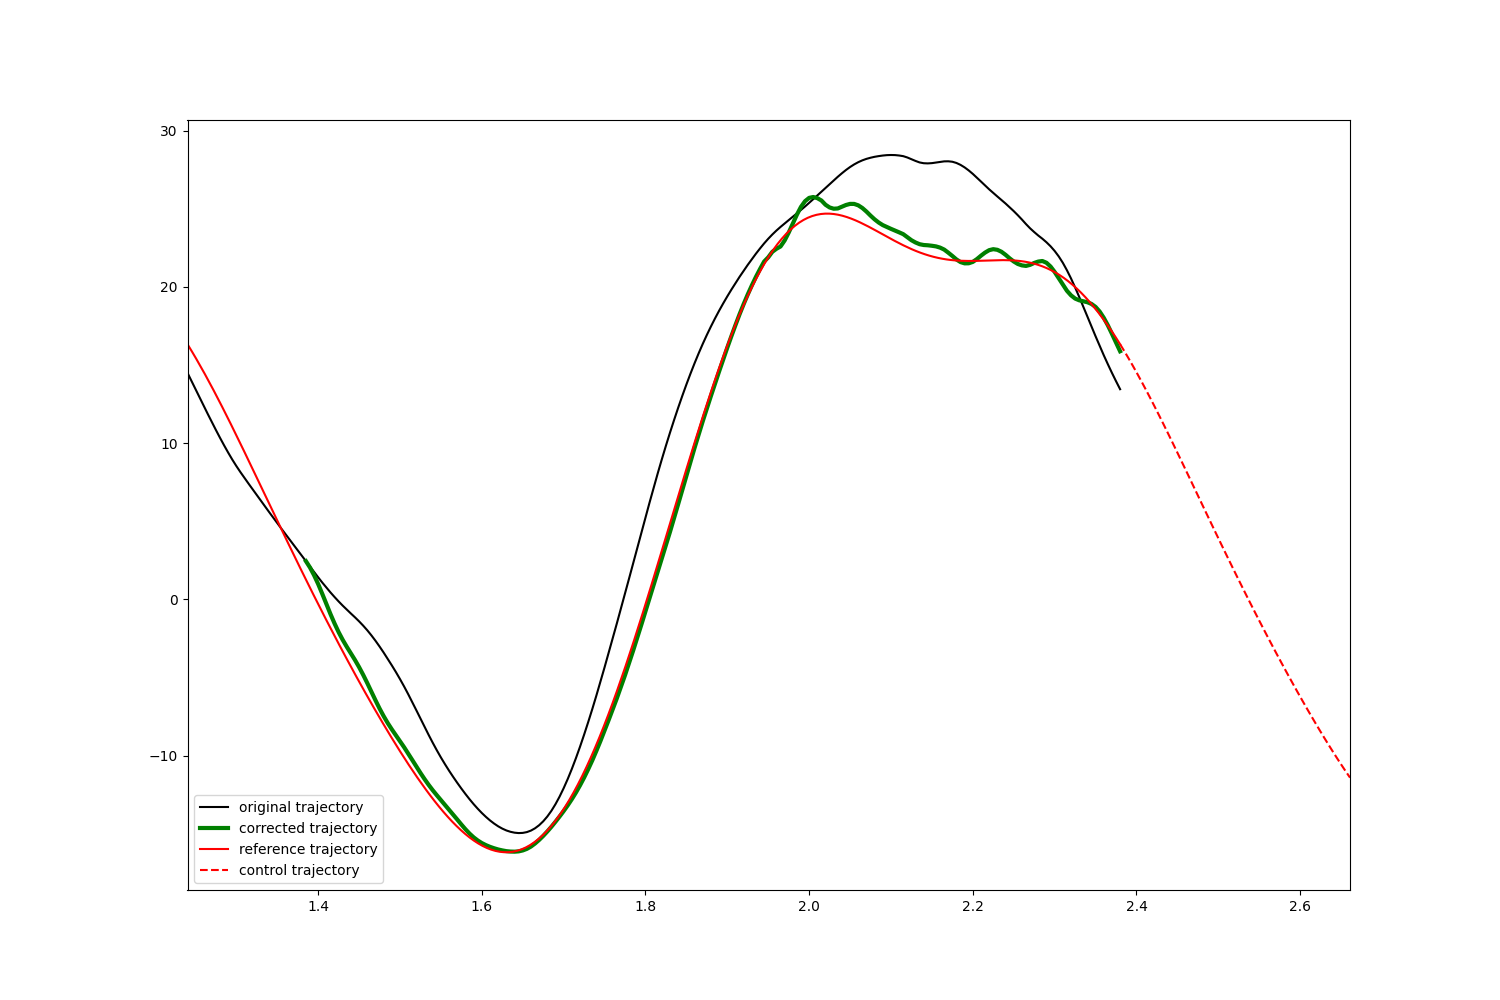 30
20
10
0
−10
original trajectory
corrected trajectory
reference trajectory
control trajectory
1.4 1.6 1.8 2.0 2.2 2.4 2.6